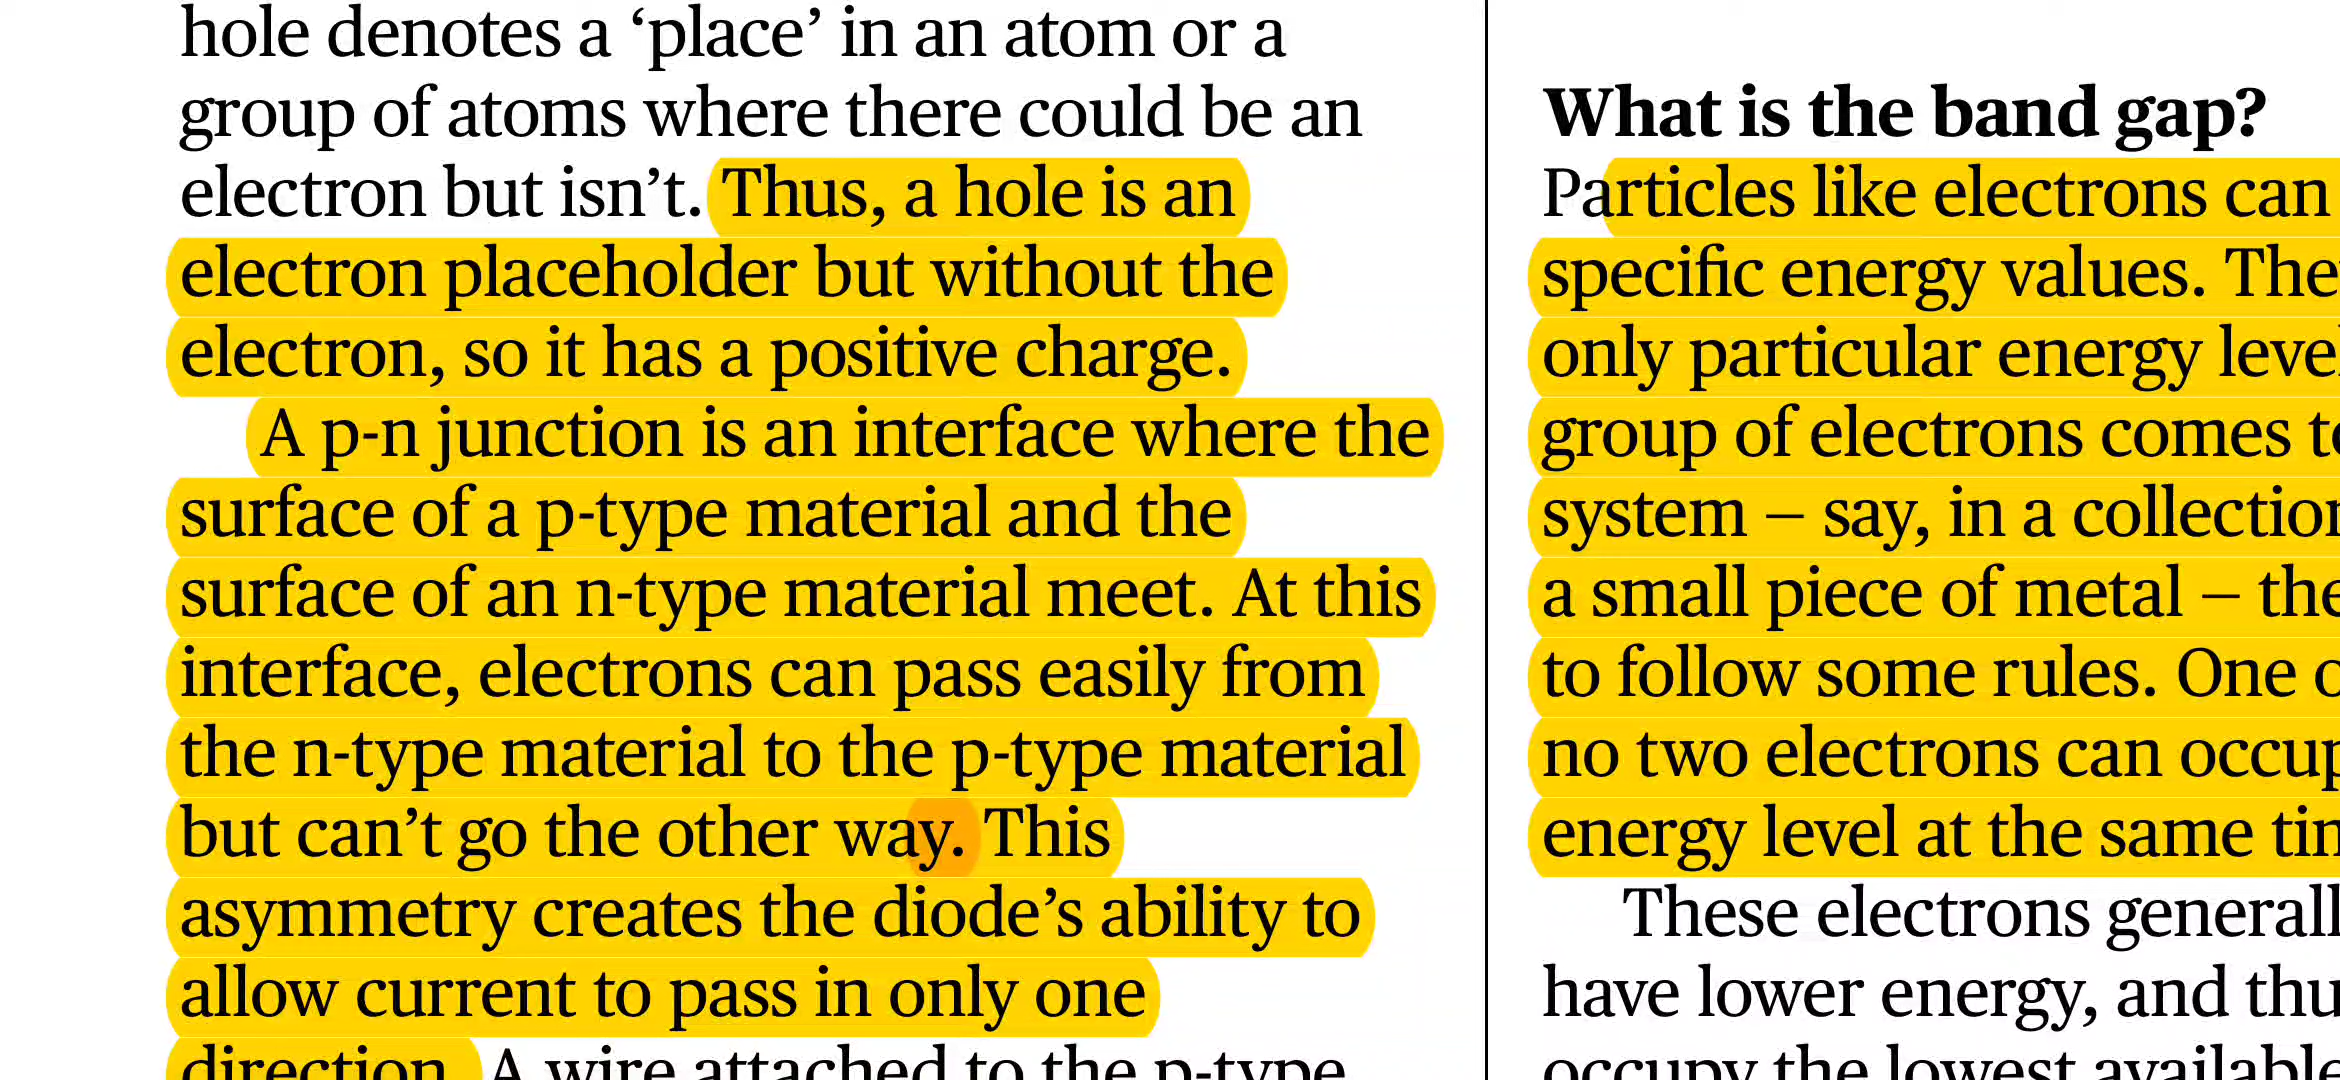 hole denotes a ‘place’ in an atom or a
group of atoms where there could be an
electron but isn’t. Thus, a hole is an
electron placeholder but without the
electron, so it has a positive charge.
A p-n junction is an interface where the
surface of a p-type material and the
surface of an n-type material meet. At this
interface, electrons can pass easily from
the n-type material to the p-type material
but can’t go the other way. This
asymmetry creates the diode’s ability to
allow current to pass in only one
direction. A wire attached to the p-type
What is the band gap?
Particles like electrons can
specific energy values.
only particular energy
group of electrons comes
system – say, in a
a small piece of metal –
to follow some rules. One
no two electrons can
energy level at the same
These electrons
have lower energy, and
occupy the lowest